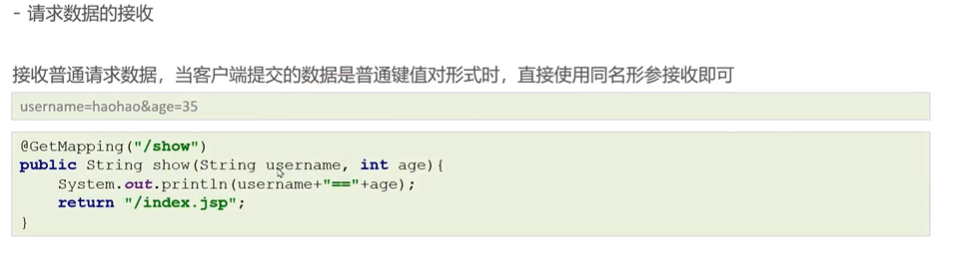 - 请求数据的接收
接收普通请求数据，当客户端提交的数据是普通键值对形式时，直接使用同名形参接收即可
username=haohao&age=35
@GetMapping("/show")
public String show(String username, int age){
    System.out.println(username+"=="+age);
    return "/index.jsp";
}